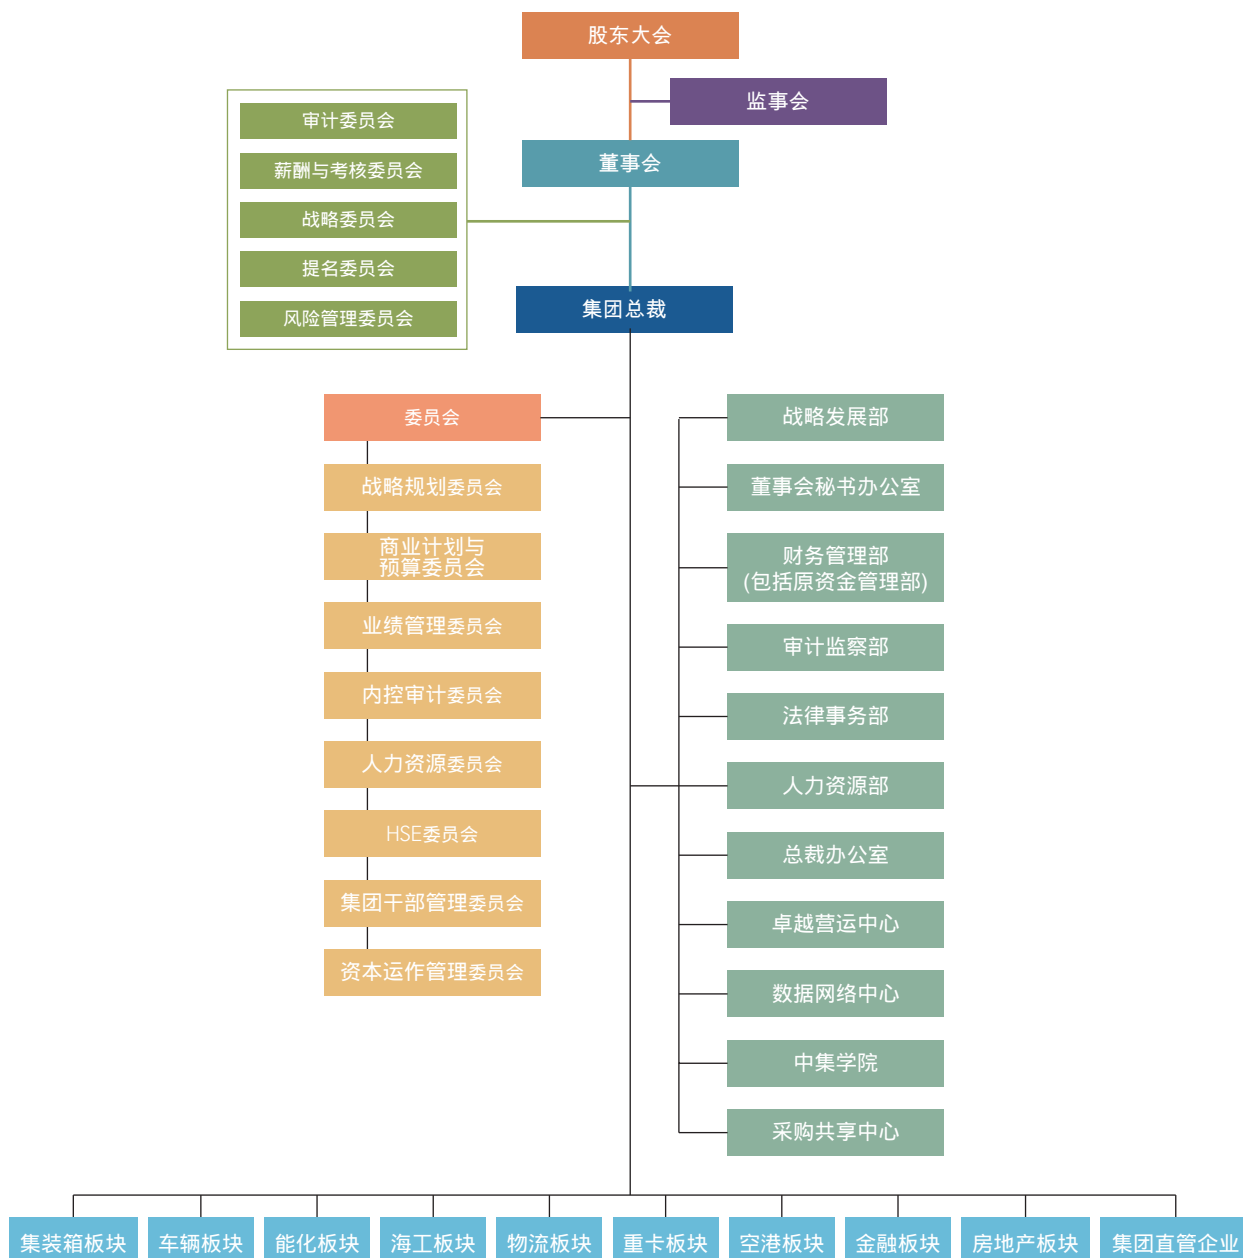 股东大会
监事会
董事会
审计委员会
薪酬与考核委员会
战略委员会
提名委员会
风险管理委员会
集团总裁
委员会
战略规划委员会
商业计划与
预算委员会
业绩管理委员会
内控审计委员会
人力资源委员会
HSE委员会
集团干部管理委员会
资本运作管理委员会
战略发展部
董事会秘书办公室
财务管理部
(包括原资金管理部)
审计监察部
法律事务部
人力资源部
总裁办公室
卓越营运中心
数据网络中心
中集学院
采购共享中心
集装箱板块
车辆板块
能化板块
海工板块
物流板块
重卡板块
空港板块
金融板块
房地产板块
集团直管企业